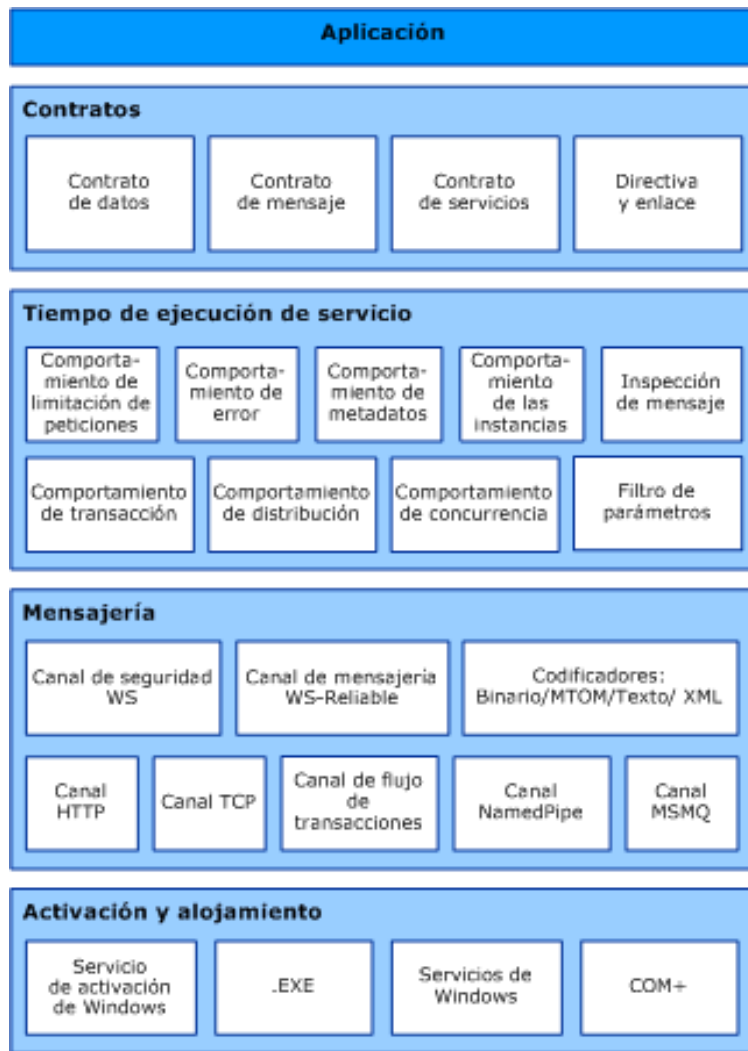 Aplicación
Contratos
Contrato
de datos
Contrato
de mensaje
Contrato
de servicios
Directiva
y enlace
Tiempo de ejecución de servicio
Comporta-
miento de
limitación de
peticiones
Comporta-
miento de
error
Comporta-
miento de
metadatos
Comporta-
miento
de las
instancias
Inspección
de mensaje
Comportamiento
de transacción
Comportamiento
de distribución
Comportamiento
de concurrencia
Filtro de
parámetros
Mensajería
Canal de seguridad
WS
Canal de mensajería
WS-Reliable
Codificadores:
Binario/MTOM/Texto/ XML
Canal
HTTP
Canal TCP
Canal de flujo
de
transacciones
Canal
NamedPipe
Canal
MSMQ
Activación y alojamiento
Servicio
de activación
de Windows
.EXE
Servicios de
Windows
COM+